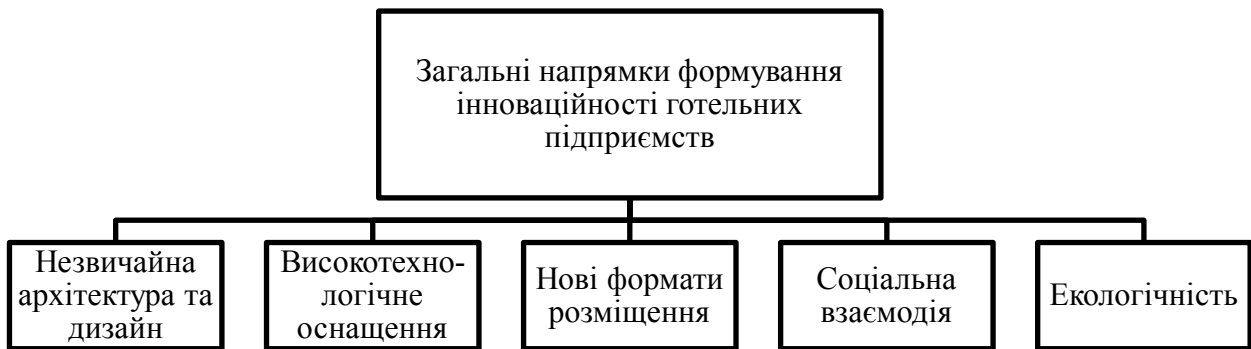 Загальні напрямки формування
інноваційності готельних
підприємств
Незвичайна
архітектура та
дизайн
Високотехно-
логічне
оснащення
Нові формати
розміщення
Соціальна
взаємодія
Екологічність